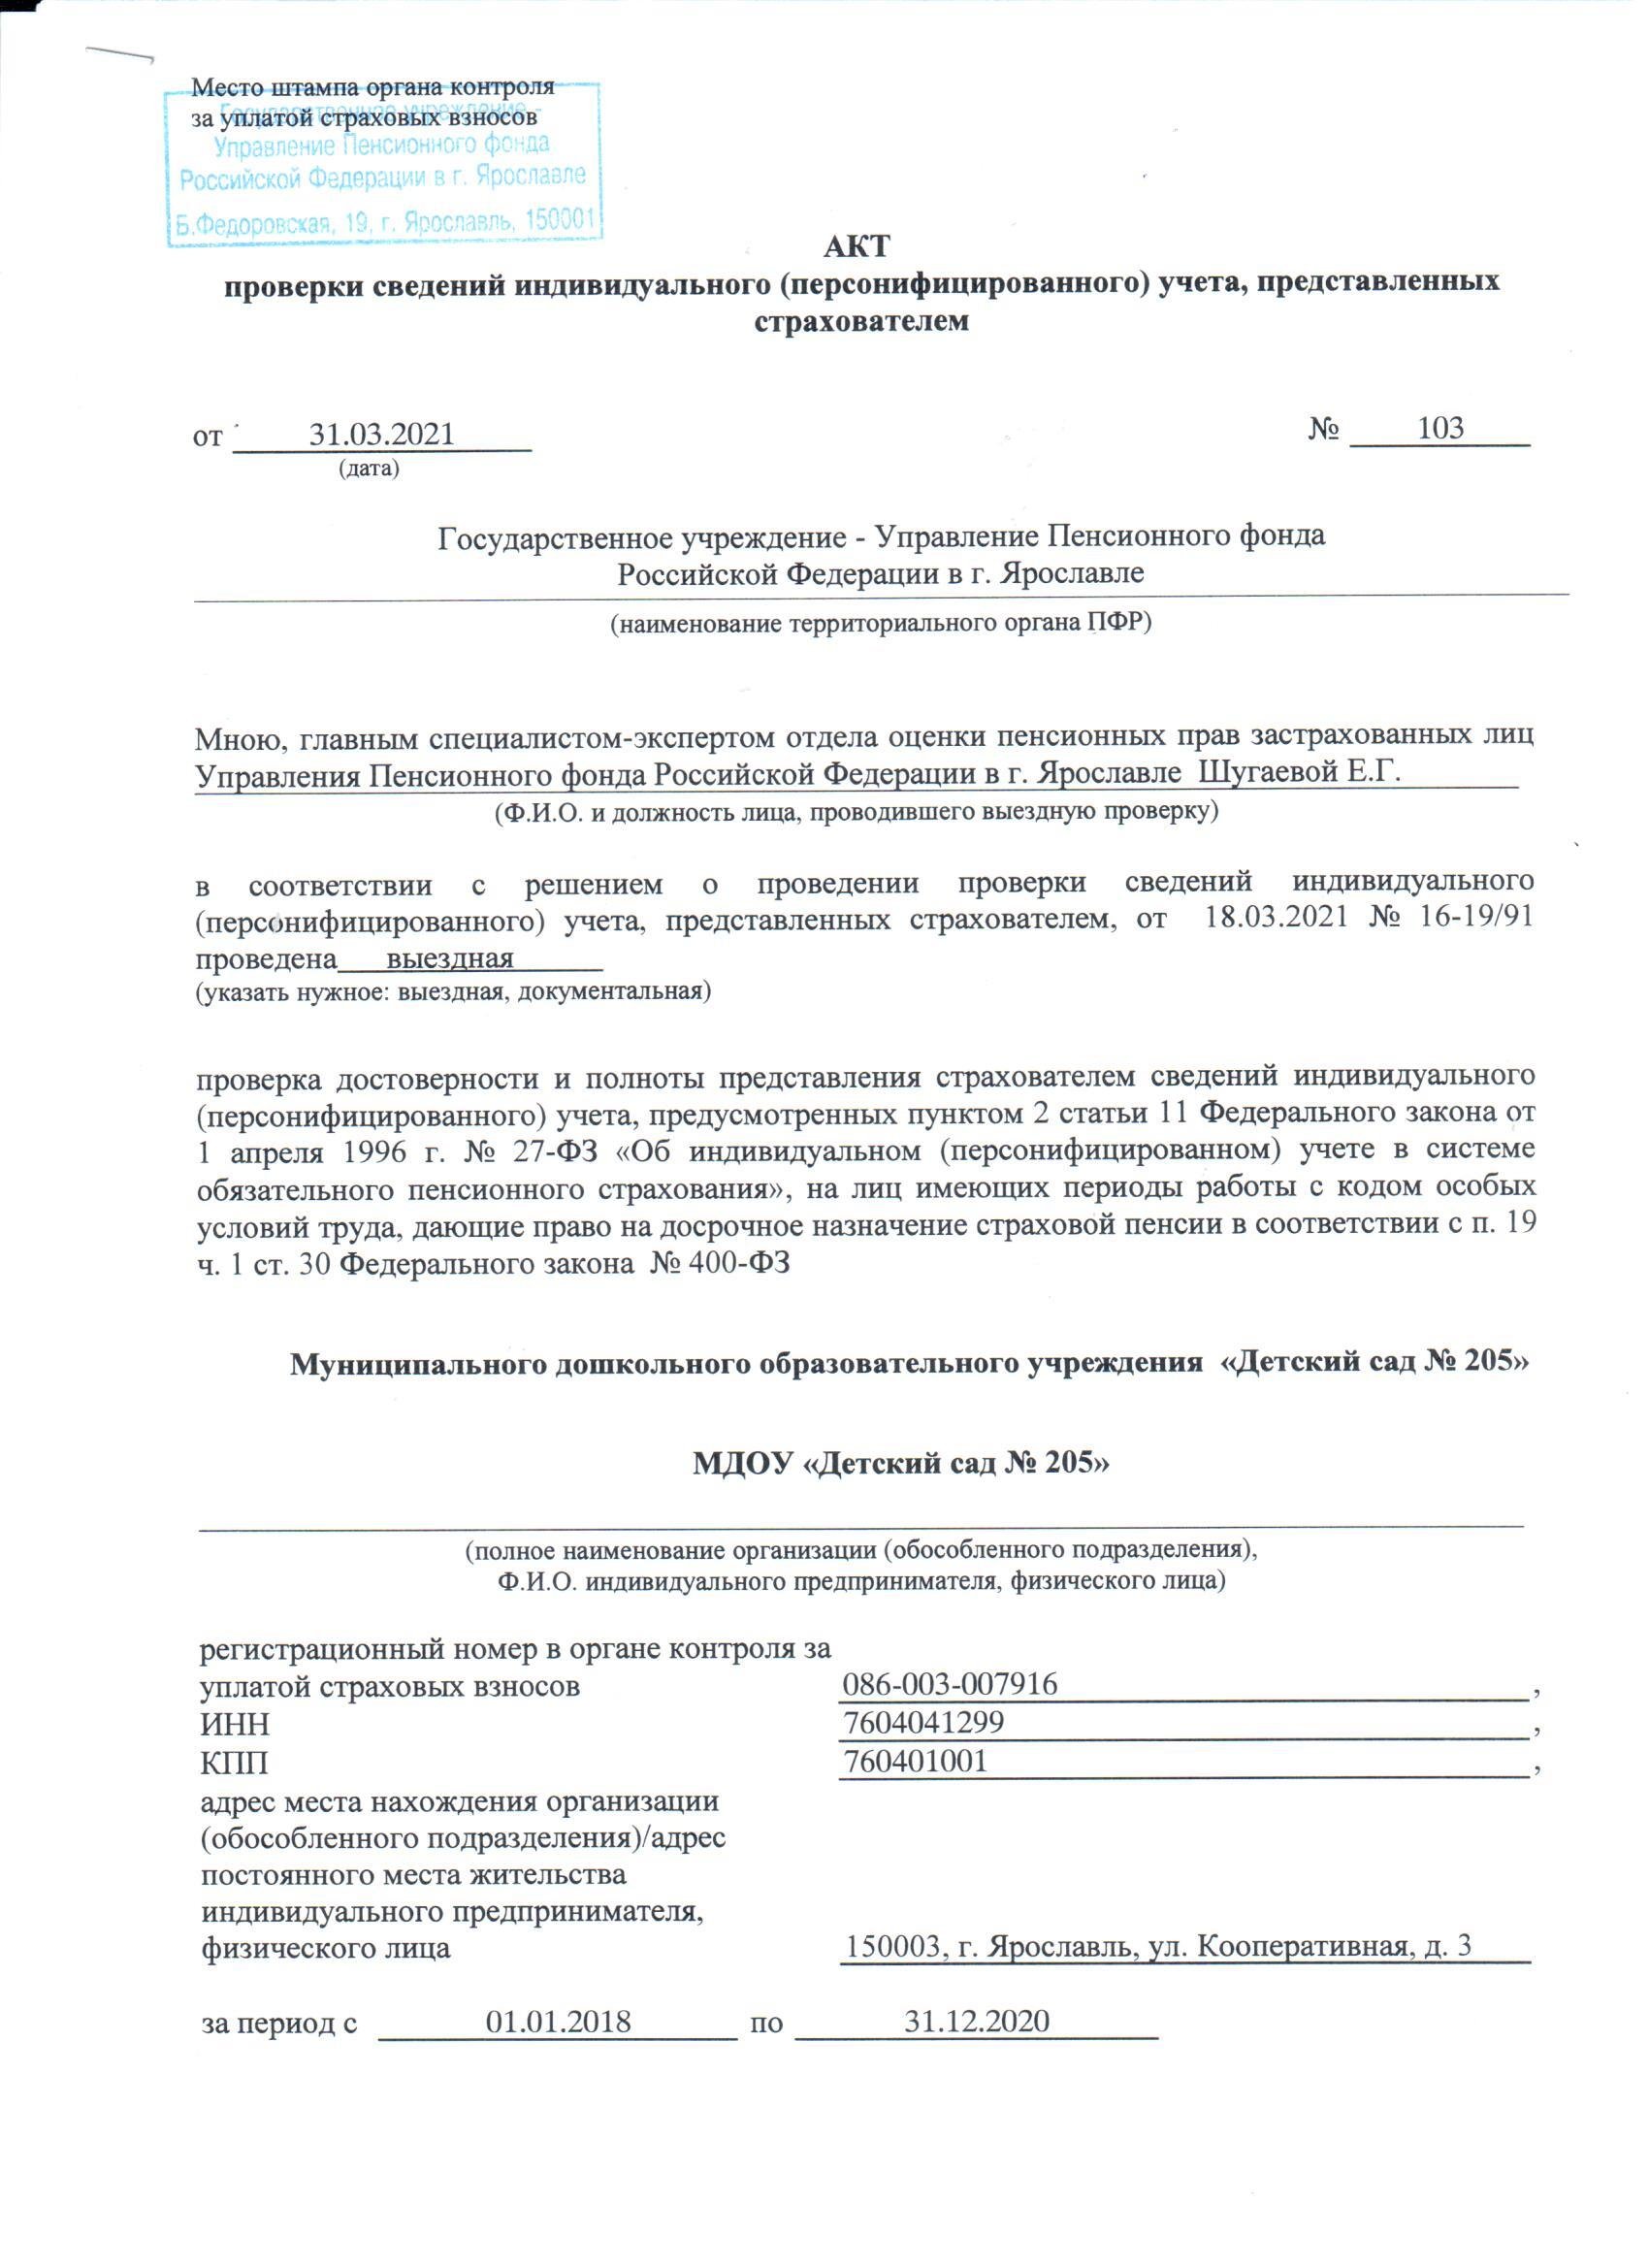 Место штампа органа контроля
за уплатой страховых взносов
Государственное учреждение -
Управление Пенсионного фонда
Российской Федерации в г. Ярославле
Б.Федоровская, 19, г. Ярославль, 150001
АКТ
проверки сведений индивидуального (персонифицированного) учета, представленных
страхователем
от 31.03.2021 № 103
(дата)
Государственное учреждение - Управление Пенсионного фонда
Российской Федерации в г. Ярославле
(наименование территориального органа ПФР)
Мною, главным специалистом-экспертом отдела оценки пенсионных прав застрахованных лиц
Управления Пенсионного фонда Российской Федерации в г. Ярославле Шугаевой Е.Г.
(Ф.И.О. и должность лица, проводившего выездную проверку)
в соответствии с решением о проведении проверки сведений индивидуального
(персонифицированного) учета, представленных страхователем, от 18.03.2021 № 16-19/91
проведена выездная
(указать нужное: выездная, документальная)
проверка достоверности и полноты представления страхователем сведений индивидуального
(персонифицированного) учета, предусмотренных пунктом 2 статьи 11 Федерального закона от
1 апреля 1996 г. № 27-ФЗ «Об индивидуальном (персонифицированном) учете в системе
обязательного пенсионного страхования», на лиц имеющих периоды работы с кодом особых
условий труда, дающие право на досрочное назначение страховой пенсии в соответствии с п. 19
ч. 1 ст. 30 Федерального закона № 400-ФЗ
Муниципального дошкольного образовательного учреждения «Детский сад № 205»
МДОУ «Детский сад № 205»
(полное наименование организации (обособленного подразделения),
Ф.И.О. индивидуального предпринимателя, физического лица)
регистрационный номер в органе контроля за
уплатой страховых взносов 086-003-007916,
ИНН 7604041299,
КПП 760401001,
адрес места нахождения организации
(обособленного подразделения)/адрес
постоянного места жительства
индивидуального предпринимателя,
физического лица 150003, г. Ярославль, ул. Кооперативная, д. 3
за период с 01.01.2018 по 31.12.2020